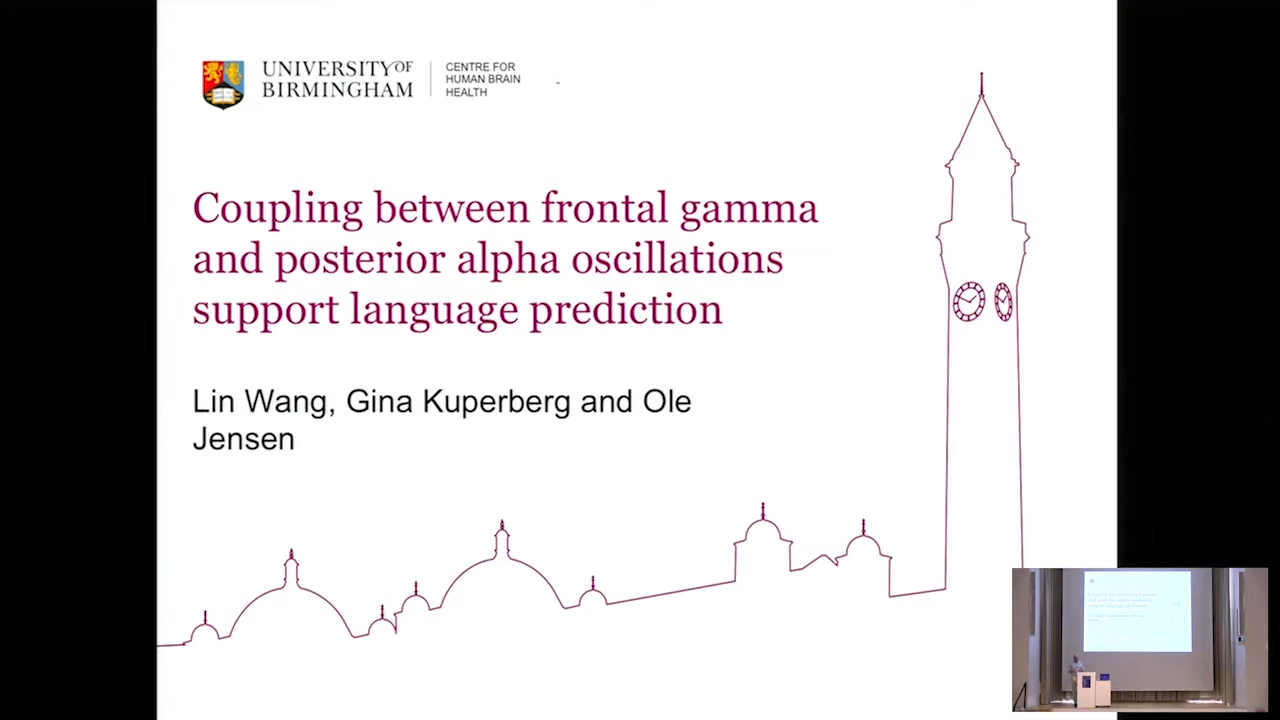 UNIVERSITY OF
BIRMINGHAM
CENTRE FOR
HUMAN BRAIN
HEALTH
Coupling between frontal gamma
and posterior alpha oscillations
support language prediction
Lin Wang, Gina Kuperberg and Ole
Jensen